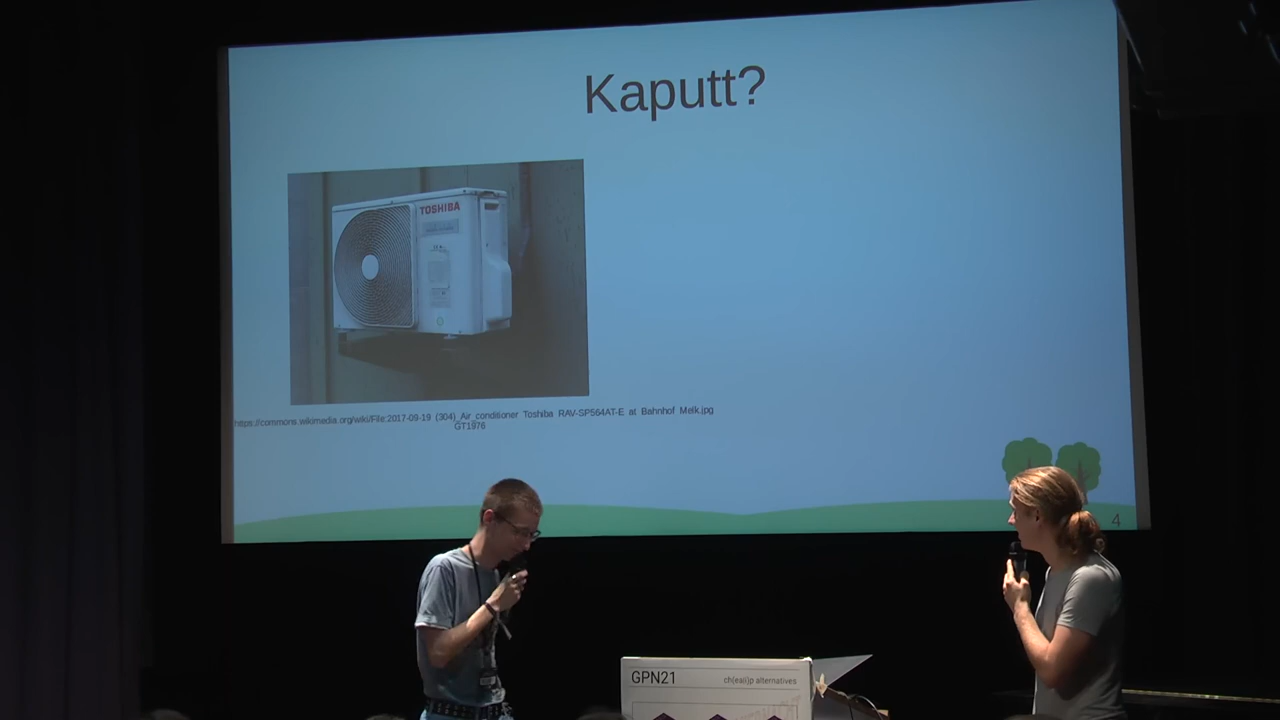 Kaputt?
TOSHIBA
https://commons.wikimedia.org/wiki/File:2017-09-19_(304)_Air_conditioner_Toshiba_RAV-SP564AT-E_at_Bahnhof_Melk.jpg
GT1976
4
GPN21
ch(ea|i)p alternatives